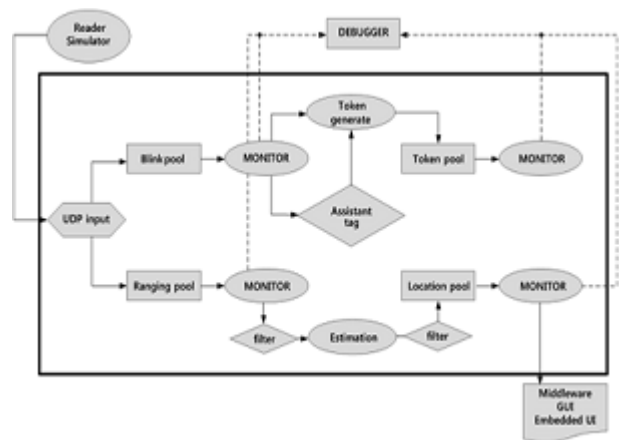 Reader
Simulator
DEBUGGER
Token
generate
Blink pool
MONITOR
Token pool
MONITOR
Assistant
tag
UDP input
Ranging pool
MONITOR
Location pool
MONITOR
filter
Estimation
filter
Middleware
GUI
Embedded UI